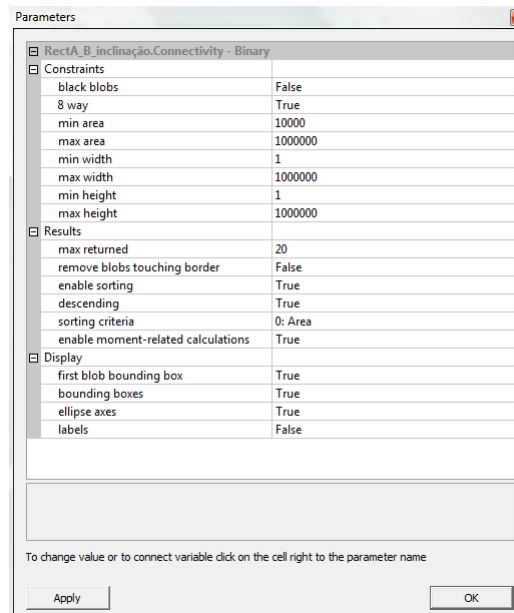 Parameters
RectA_B_inclinação.Connectivity - Binary
Constraints
black blobs False
8 way True
min area 10000
max area 1000000
min width 1
max width 1000000
min height 1
max height 1000000
Results
max returned 20
remove blobs touching border False
enable sorting True
descending True
sorting criteria 0: Area
enable moment-related calculations True
Display
first blob bounding box True
bounding boxes True
ellipse axes True
labels False
To change value or to connect variable click on the cell right to the parameter name
Apply OK